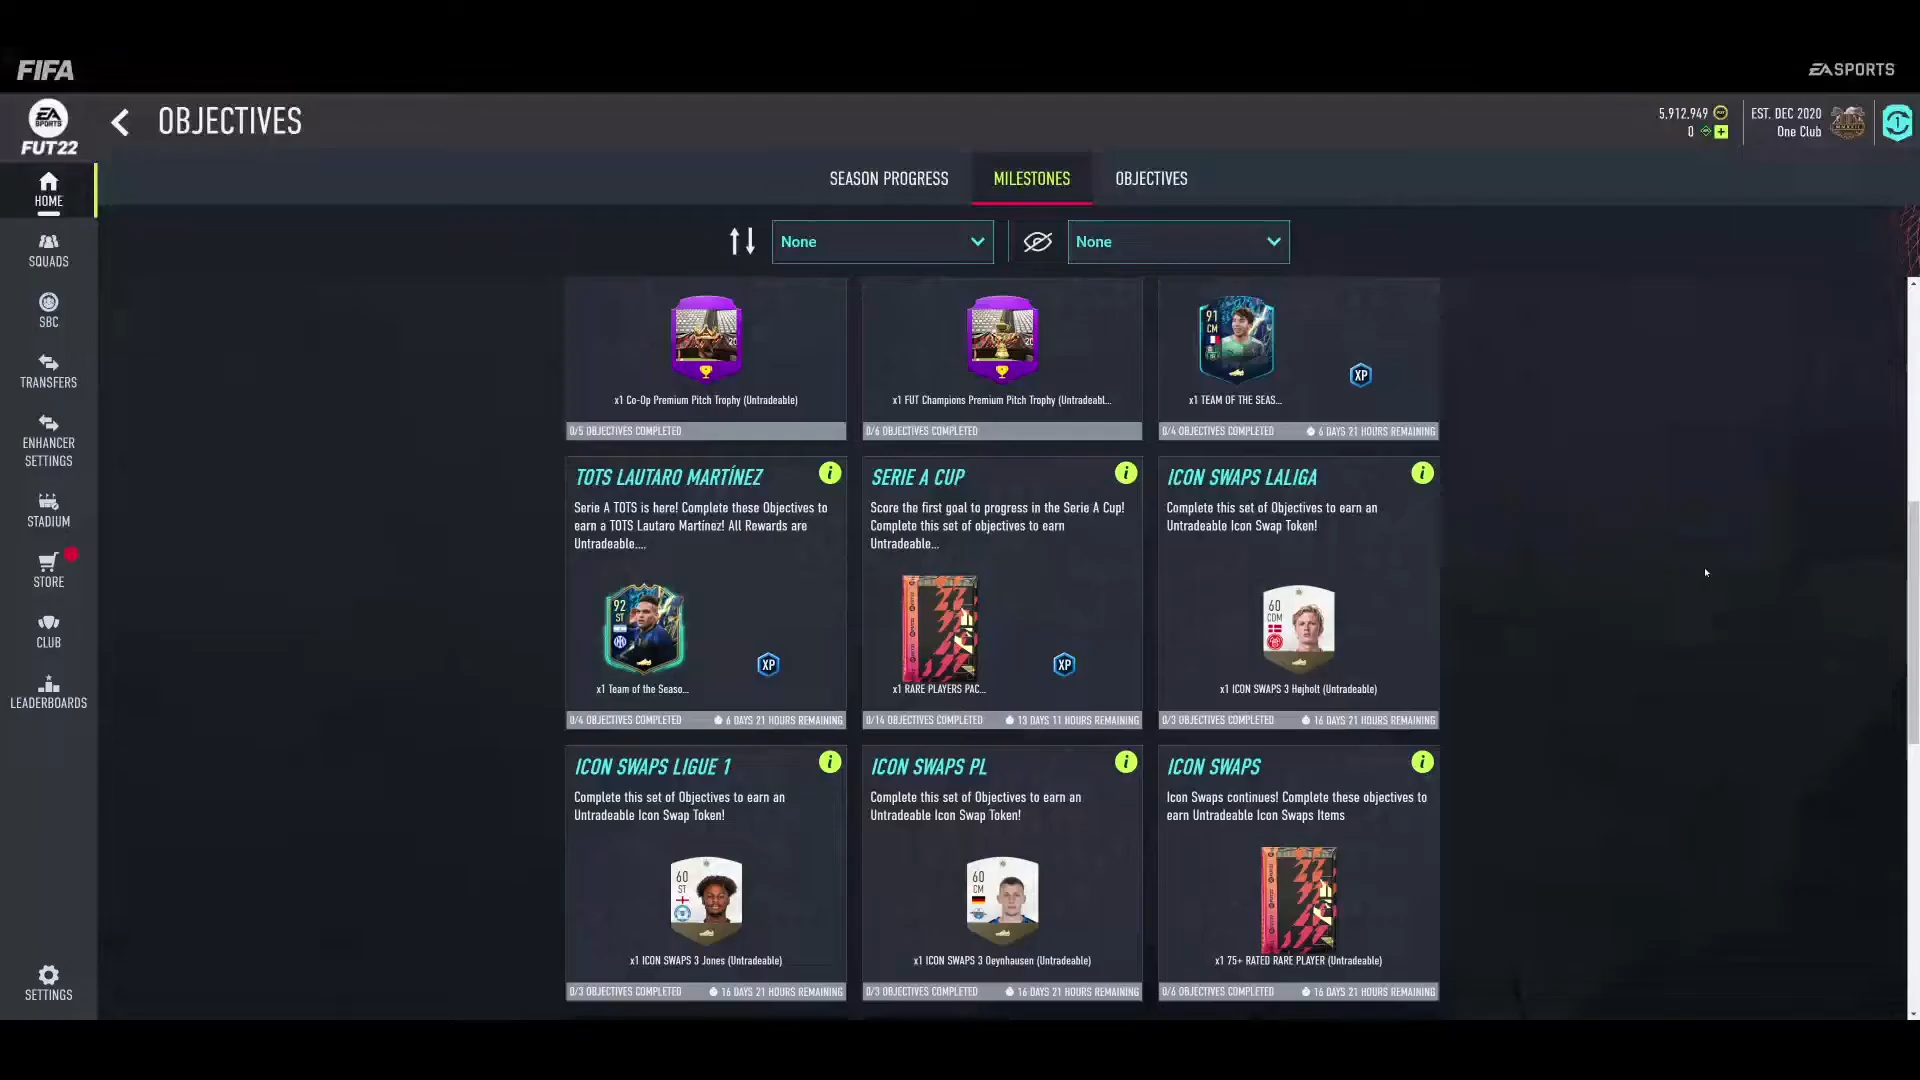 FIFA
EA SPORTS
EA SPORTS
FUT22
OBJECTIVES
5,912,949
0
EST. DEC 2020
One Club
1
HOME
SQUADS
SBC
TRANSFERS
ENHANCER
SETTINGS
STADIUM
STORE
CLUB
LEADERBOARDS
SETTINGS
SEASON PROGRESS
MILESTONES
OBJECTIVES
None
None
x1 Co-Op Premium Pitch Trophy (Untradeable)
0/5 OBJECTIVES COMPLETED
x1 FUT Champions Premium Pitch Trophy (Untradeabl...
0/6 OBJECTIVES COMPLETED
91
CM
XP
x1 TEAM OF THE SEAS...
0/4 OBJECTIVES COMPLETED
6 DAYS 21 HOURS REMAINING
TOTS LAUTARO MARTÍNEZ
i
Serie A TOTS is here! Complete these Objectives to
earn a TOTS Lautaro Martínez! All Rewards are
Untradeable....
92
ST
XP
x1 Team of the Seaso...
0/4 OBJECTIVES COMPLETED
6 DAYS 21 HOURS REMAINING
SERIE A CUP
i
Score the first goal to progress in the Serie A Cup!
Complete this set of objectives to earn
Untradeable...
XP
x1 RARE PLAYERS PAC...
0/14 OBJECTIVES COMPLETED
13 DAYS 11 HOURS REMAINING
ICON SWAPS LALIGA
i
Complete this set of Objectives to earn an
Untradeable Icon Swap Token!
60
CDM
x1 ICON SWAPS 3 Højholt (Untradeable)
0/3 OBJECTIVES COMPLETED
16 DAYS 21 HOURS REMAINING
ICON SWAPS LIGUE 1
i
Complete this set of Objectives to earn an
Untradeable Icon Swap Token!
60
ST
x1 ICON SWAPS 3 Jones (Untradeable)
0/3 OBJECTIVES COMPLETED
16 DAYS 21 HOURS REMAINING
ICON SWAPS PL
i
Complete this set of Objectives to earn an
Untradeable Icon Swap Token!
60
CM
x1 ICON SWAPS 3 Oeynhausen (Untradeable)
0/3 OBJECTIVES COMPLETED
16 DAYS 21 HOURS REMAINING
ICON SWAPS
i
Icon Swaps continues! Complete these objectives to
earn Untradeable Icon Swaps Items
x1 75+ RATED RARE PLAYER (Untradeable)
0/6 OBJECTIVES COMPLETED
16 DAYS 21 HOURS REMAINING